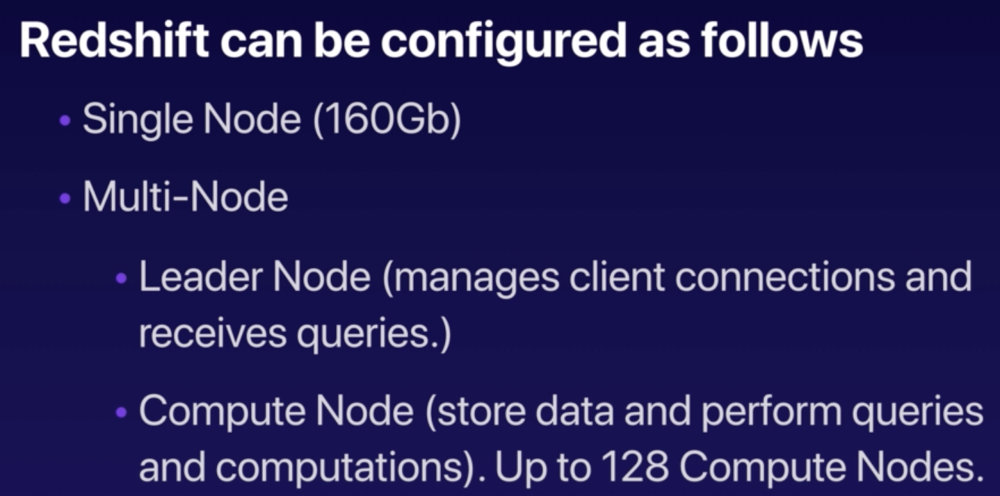 Redshift can be configured as follows
• Single Node (160Gb)
• Multi-Node
• Leader Node (manages client connections and
receives queries.)
• Compute Node (store data and perform queries
and computations). Up to 128 Compute Nodes.